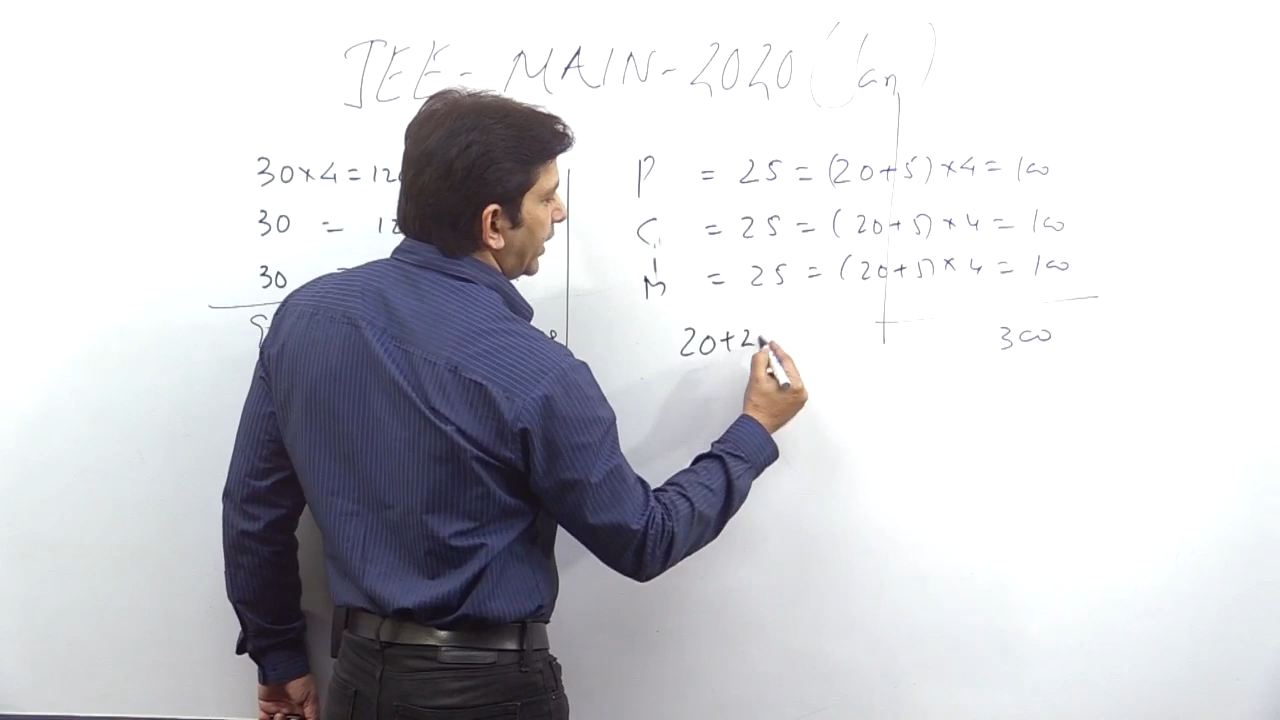 JEE - MAIN - 2020 (Jan)
30×4=12
30 = 12
30 =
P = 25 = (20+5)×4=100
C = 25 = (20+5)×4 = 100
M = 25 = (20+5)×4 = 100
20+2
300